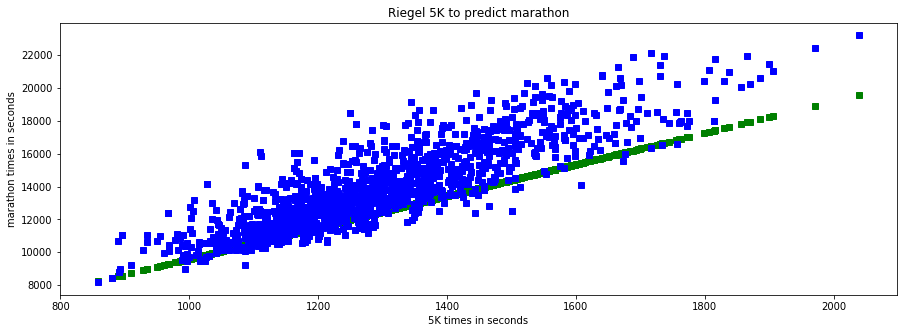 Riegel 5K to predict marathon
marathon times in seconds
22000
20000
18000
16000
14000
12000
10000
8000
800 1000 1200 1400 1600 1800 2000
5K times in seconds